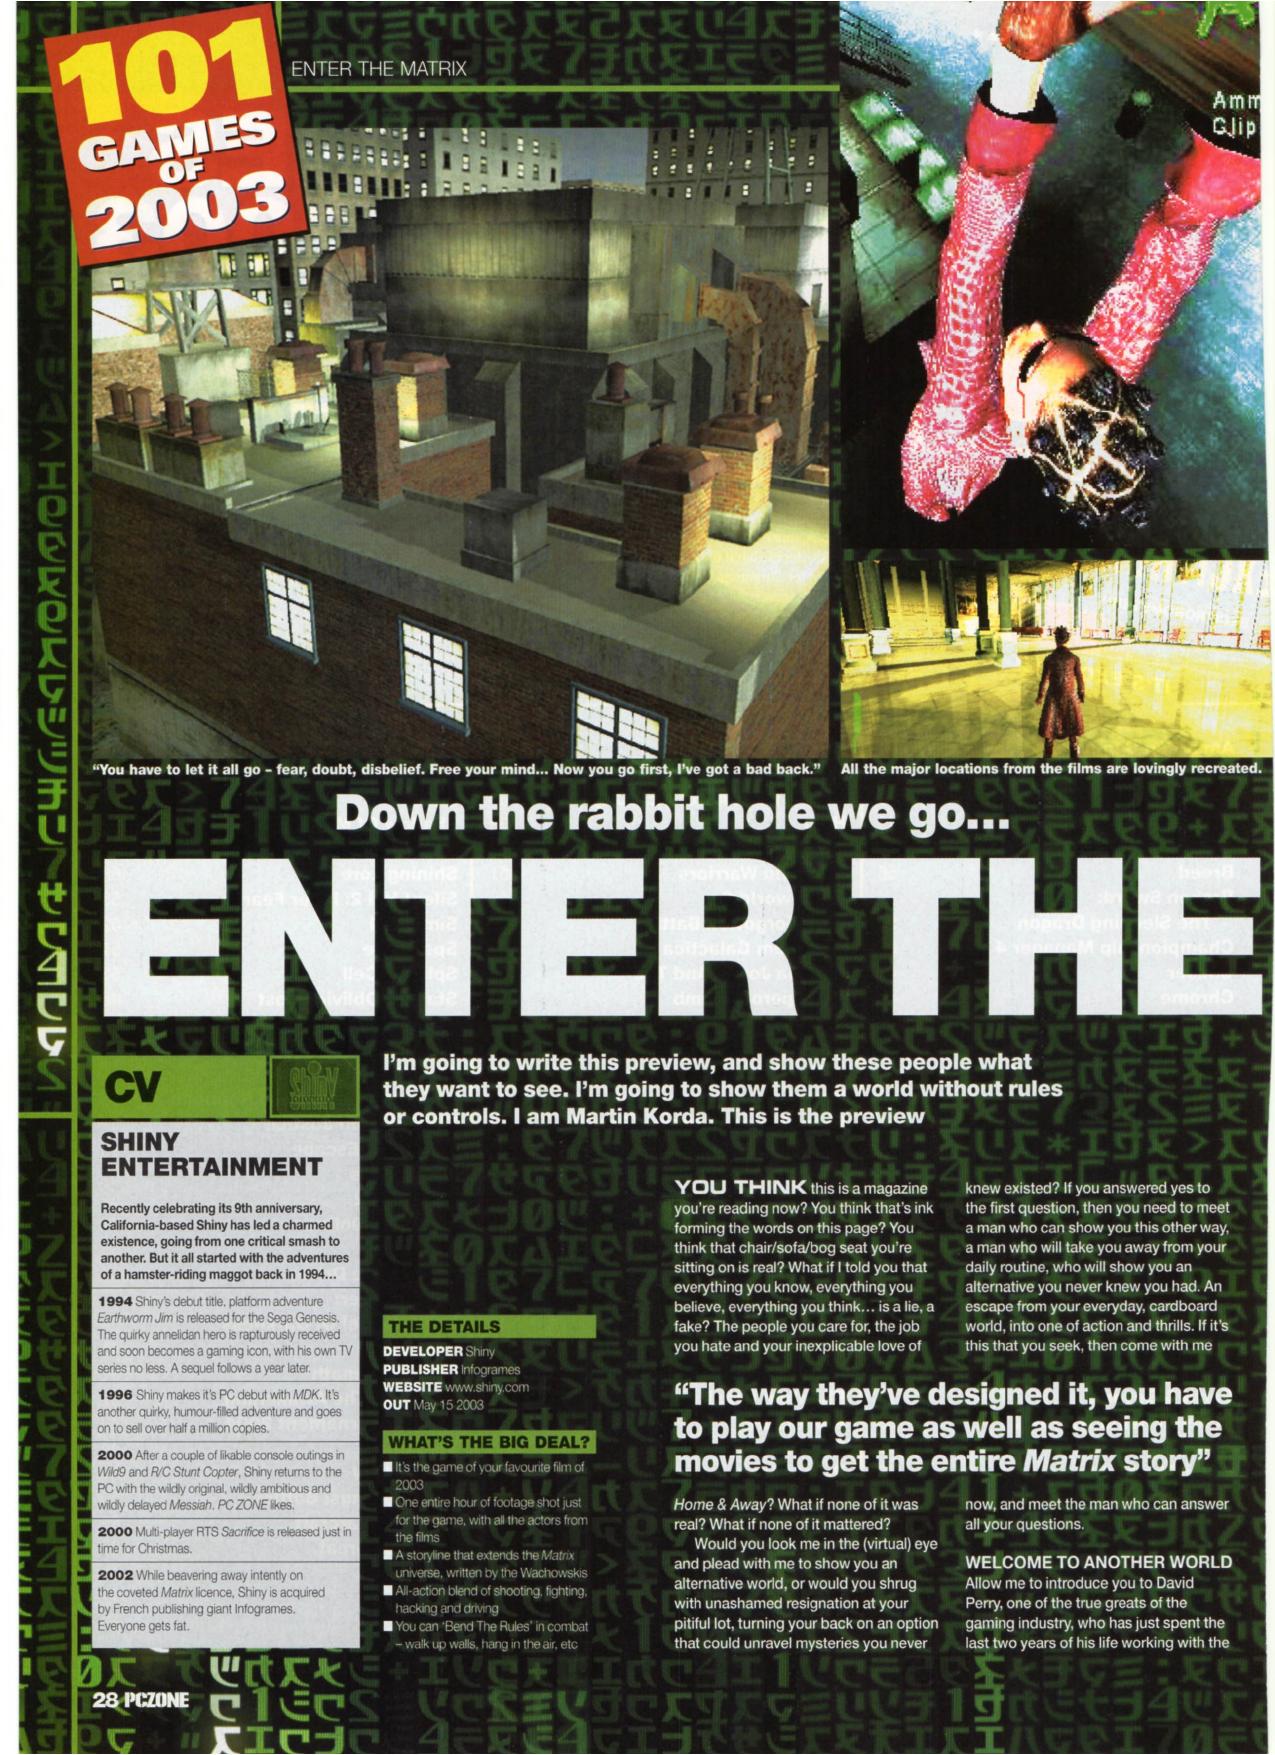 101
GAMES
OF
2003
ENTER THE MATRIX
Amm
Clip
"You have to let it all go – fear, doubt, disbelief. Free your mind... Now you go first, I've got a bad back."
All the major locations from the films are lovingly recreated.
Down the rabbit hole we go...
ENTER THE
CV
Shiny
SHINY
ENTERTAINMENT
Recently celebrating its 9th anniversary,
California-based Shiny has led a charmed
existence, going from one critical smash to
another. But it all started with the adventures
of a hamster-riding maggot back in 1994...
1994 Shiny's debut title, platform adventure
Earthworm Jim is released for the Sega Genesis.
The quirky annelidan hero is rapturously received
and soon becomes a gaming icon, with his own TV
series no less. A sequel follows a year later.
1996 Shiny makes it's PC debut with MDK. It's
another quirky, humour-filled adventure and goes
on to sell over half a million copies.
2000 After a couple of likable console outings in
Wild9 and R/C Stunt Copter, Shiny returns to the
PC with the wildly original, wildly ambitious and
wildly delayed Messiah. PC ZONE likes.
2000 Multi-player RTS Sacrifice is released just in
time for Christmas.
2002 While beavering away intently on
the coveted Matrix licence, Shiny is acquired
by French publishing giant Infogrames.
Everyone gets fat.
I'm going to write this preview, and show these people what
they want to see. I'm going to show them a world without rules
or controls. I am Martin Korda. This is the preview
THE DETAILS
DEVELOPER Shiny
PUBLISHER Infogrames
WEBSITE www.shiny.com
OUT May 15 2003
WHAT'S THE BIG DEAL?
■ It's the game of your favourite film of
2003
■ One entire hour of footage shot just
for the game, with all the actors from
the films
■ A storyline that extends the Matrix
universe, written by the Wachowskis
■ All-action blend of shooting, fighting,
hacking and driving
■ You can 'Bend The Rules' in combat
– walk up walls, hang in the air, etc
YOU THINK this is a magazine
you're reading now? You think that's ink
forming the words on this page? You
think that chair/sofa/bog seat you're
sitting on is real? What if I told you that
everything you know, everything you
believe, everything you think... is a lie, a
fake? The people you care for, the job
you hate and your inexplicable love of
"The way they've designed it, you have
to play our game as well as seeing the
movies to get the entire Matrix story"
Home & Away? What if none of it was
real? What if none of it mattered?
Would you look me in the (virtual) eye
and plead with me to show you an
alternative world, or would you shrug
with unashamed resignation at your
pitiful lot, turning your back on an option
that could unravel mysteries you never
knew existed? If you answered yes to
the first question, then you need to meet
a man who can show you this other way,
a man who will take you away from your
daily routine, who will show you an
alternative you never knew you had. An
escape from your everyday, cardboard
world, into one of action and thrills. If it's
this that you seek, then come with me
now, and meet the man who can answer
all your questions.
WELCOME TO ANOTHER WORLD
Allow me to introduce you to David
Perry, one of the true greats of the
gaming industry, who has just spent the
last two years of his life working with the
28 PCZONE